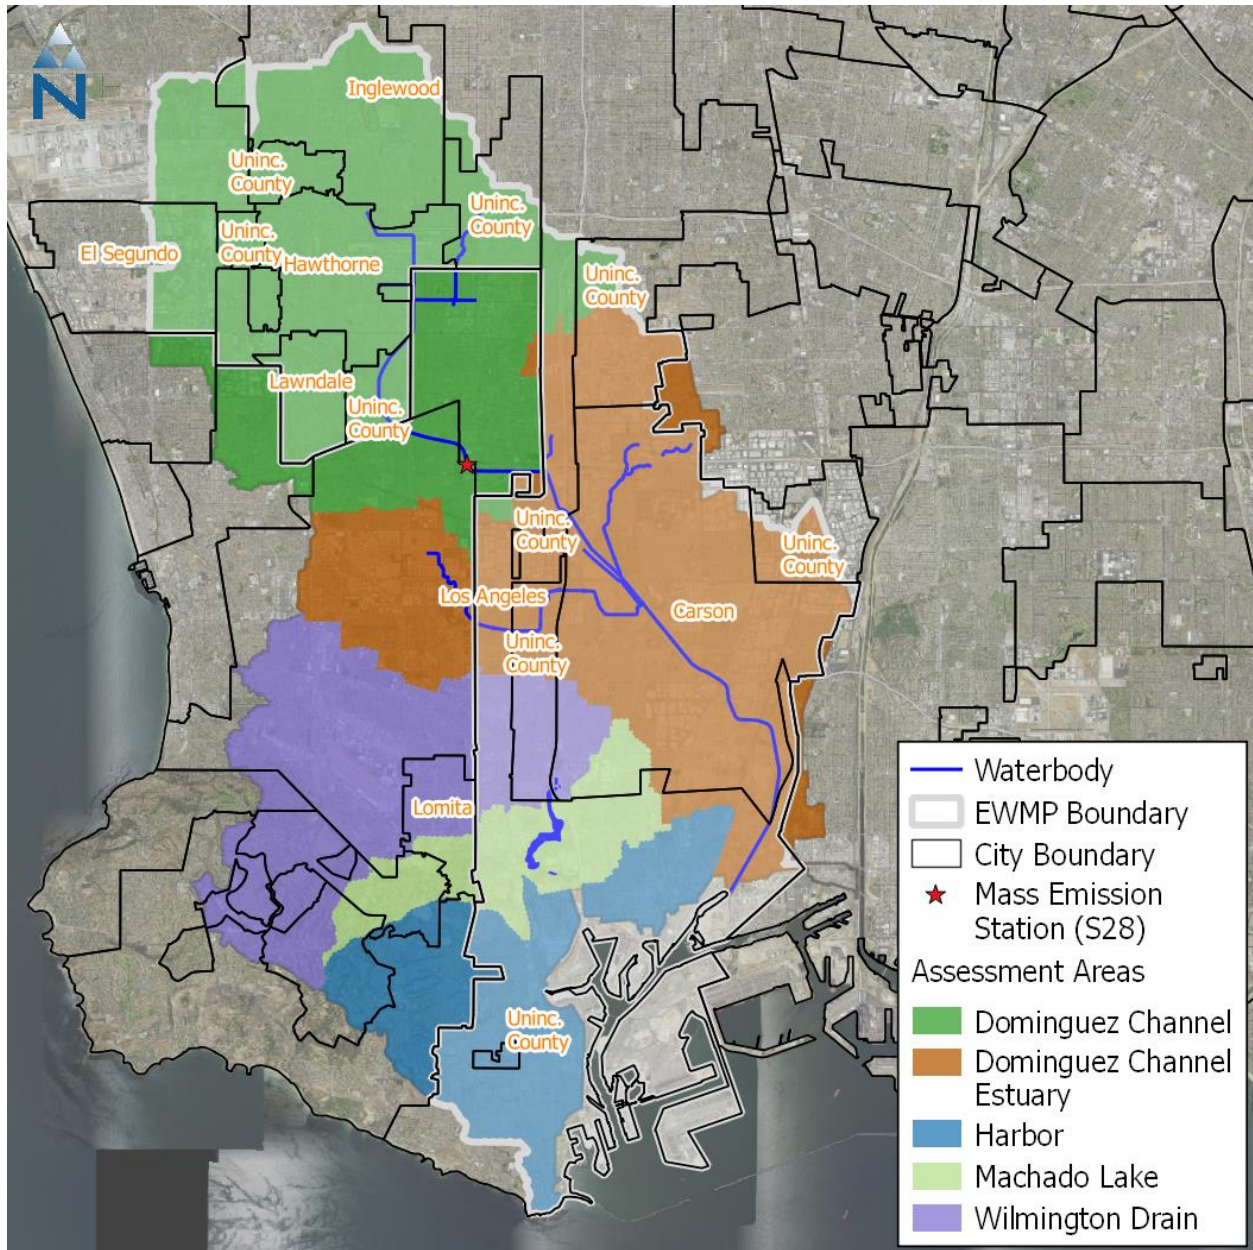 N
Inglewood
Uninc.
County
Uninc.
County
Uninc.
County
El Segundo
Hawthorne
Uninc.
County
Lawndale
Uninc.
County
Uninc.
County
Uninc.
County
Los Angeles
Carson
Uninc.
County
Lomita
Uninc.
County
Waterbody
EWMP Boundary
City Boundary
Mass Emission
Station (S28)
Assessment Areas
Dominguez Channel
Dominguez Channel
Estuary
Harbor
Machado Lake
Wilmington Drain